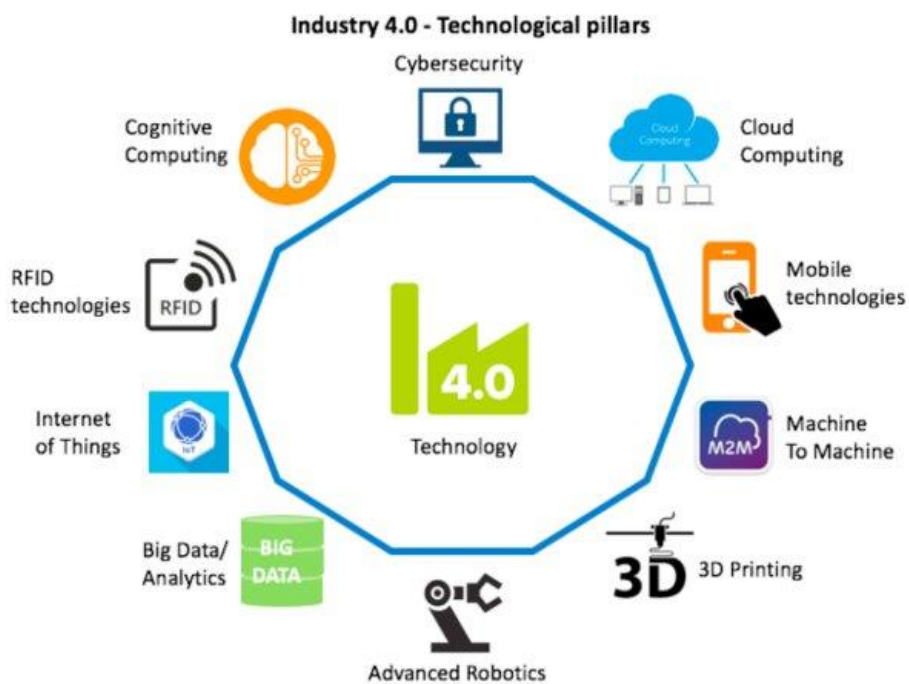 Industry 4.0 - Technological pillars
Cybersecurity
Cloud Computing
Cloud
Computing
Mobile
technologies
M2M
Machine
To Machine
3D
3D Printing
Advanced Robotics
Big Data/
Analytics
BIG
DATA
Internet
of Things
IoT
RFID
technologies
RFID
Cognitive
Computing
4.0
Technology